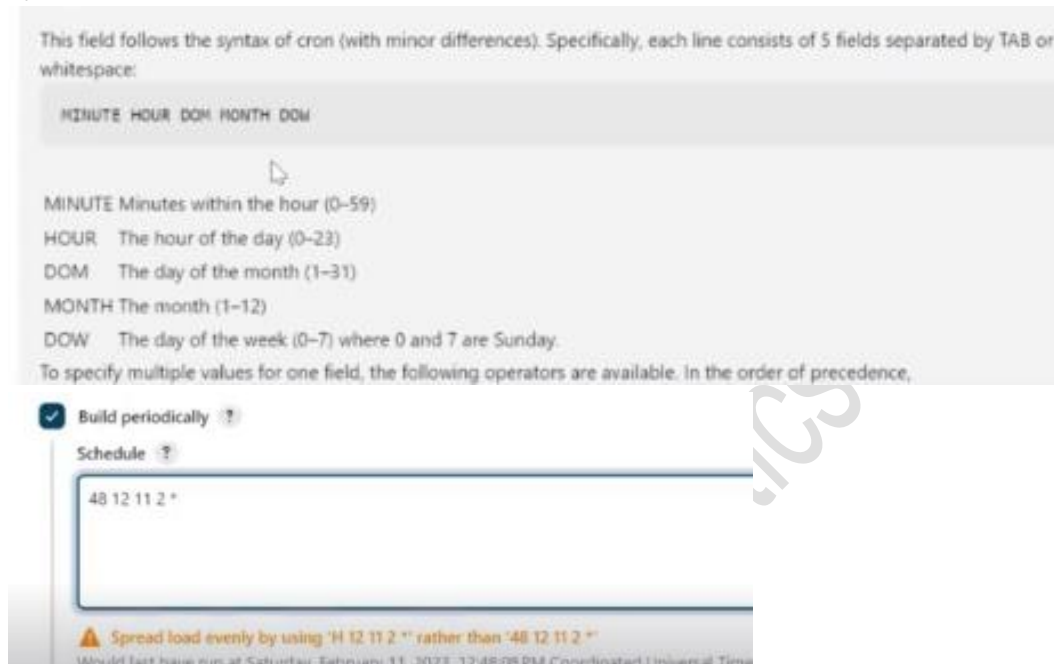 This field follows the syntax of cron (with minor differences). Specifically, each line consists of 5 fields separated by TAB or
whitespace:
MINUTE HOUR DOM MONTH DOW
MINUTE Minutes within the hour (0–59)
HOUR The hour of the day (0–23)
DOM The day of the month (1–31)
MONTH The month (1–12)
DOW The day of the week (0–7) where 0 and 7 are Sunday.
To specify multiple values for one field, the following operators are available. In the order of precedence,
Build periodically ?
Schedule ?
48 12 11 2 *
Spread load evenly by using 'H 12 11 2 *' rather than '48 12 11 2 *'
Would last have run at Saturday, February 11, 2023, 12:48:08 PM Coordinated Universal Time